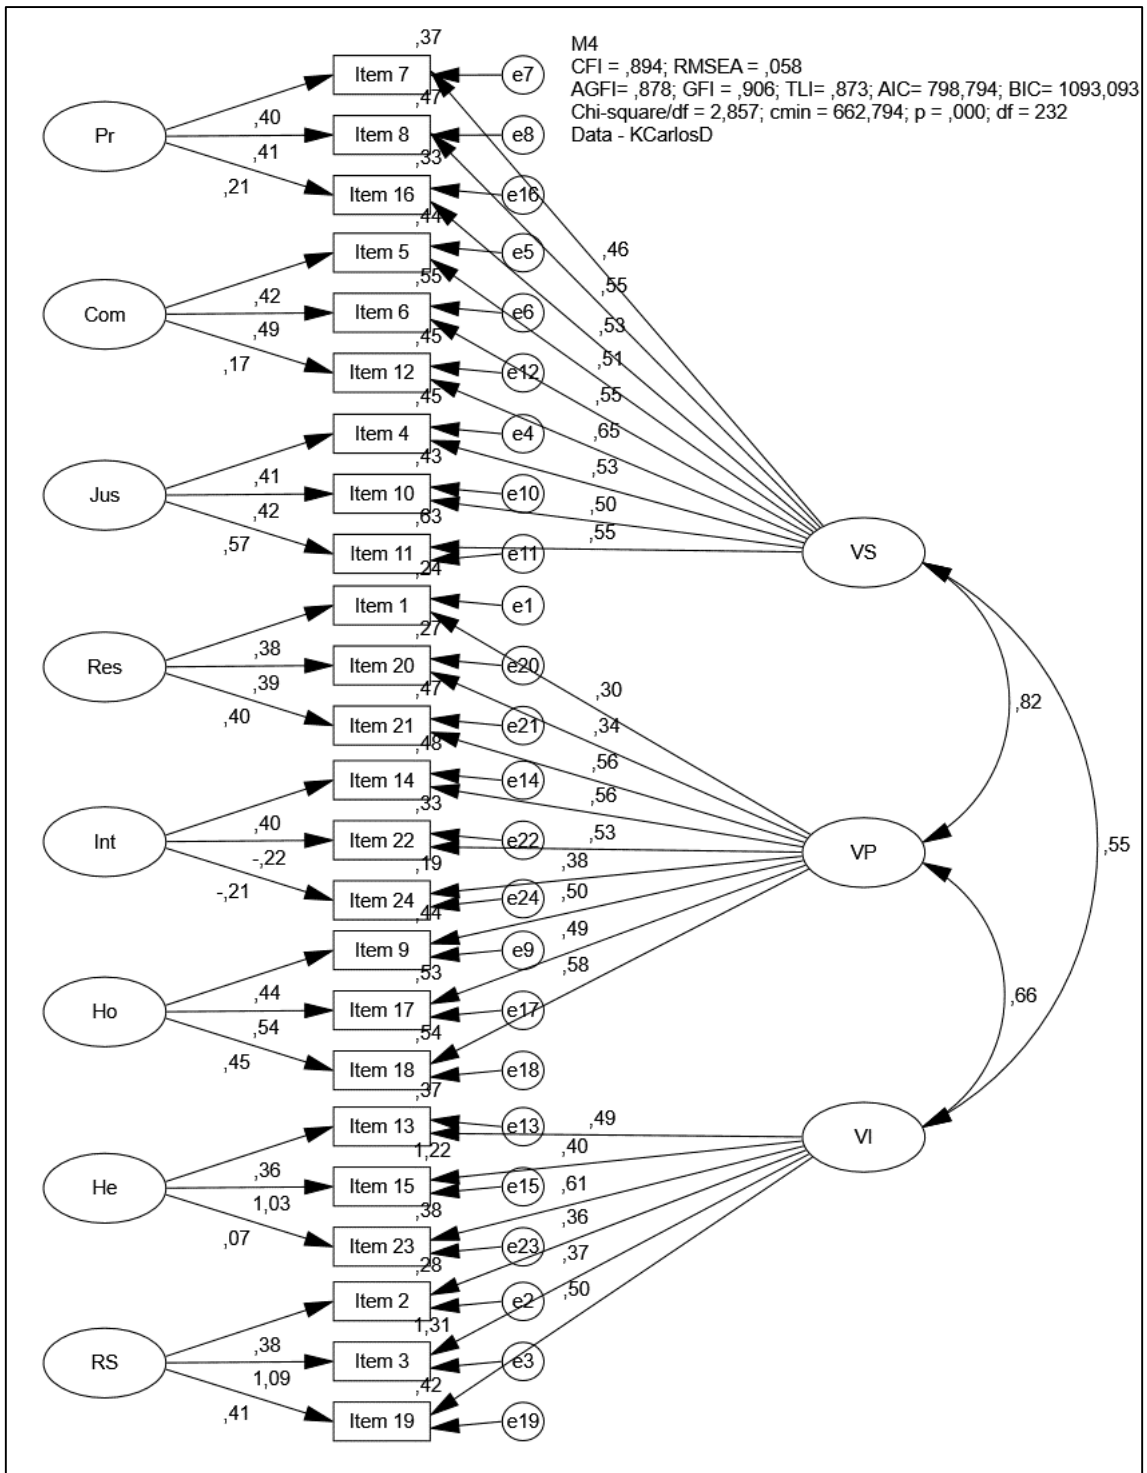 M4
CFI = ,894; RMSEA = ,058
AGFI= ,878; GFI = ,906; TLI= ,873; AIC= 798,794; BIC= 1093,093
Chi-square/df = 2,857; cmin = 662,794; p = ,000; df = 232
Data - KCarlosD
,37
Item 7
e7
,47
Pr
,40
Item 8
e8
,41
,33
,21
Item 16
e16
,44
Item 5
e5
,46
,55
,55
Com
,42
Item 6
e6
,53
,49
,45
,17
Item 12
e12
,51
,45
,55
Item 4
e4
,65
,43
,53
Jus
,41
Item 10
e10
,50
,42
,63
,55
,57
Item 11
e11
VS
,24
Item 1
e1
,27
Res
,38
Item 20
e20
,30
,39
,47
,82
,40
Item 21
e21
,34
,48
,56
Item 14
e14
,56
,33
,53
Int
,40
Item 22
e22
VP
,55
-,22
,19
,38
-,21
Item 24
e24
,50
,44
,49
Item 9
e9
,58
,53
Ho
,44
Item 17
e17
,66
,54
,54
,45
Item 18
e18
,37
Item 13
e13
,49
VI
1,22
,40
He
,36
Item 15
e15
,61
1,03
,38
,36
,07
Item 23
e23
,37
,28
,50
Item 2
e2
1,31
RS
,38
Item 3
e3
1,09
,42
,41
Item 19
e19